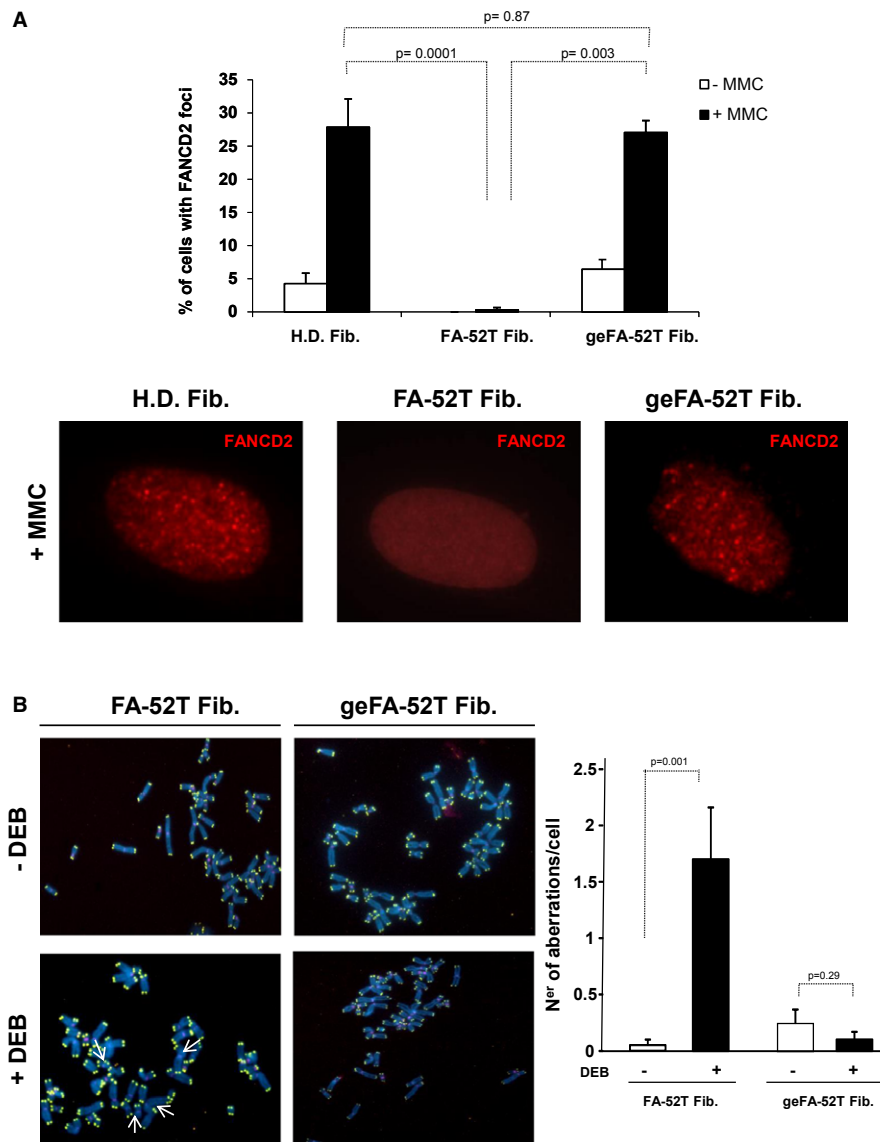 A
p= 0.87
p= 0.0001
p= 0.003
- MMC
+ MMC
% of cells with FANCD2 foci
35
30
25
20
15
10
5
0
H.D. Fib.
FA-52T Fib.
geFA-52T Fib.
H.D. Fib.
FA-52T Fib.
geFA-52T Fib.
+ MMC
FANCD2
FANCD2
FANCD2
B
FA-52T Fib.
geFA-52T Fib.
- DEB
+ DEB
Nᵉʳ of aberrations/cell
2.5
2
1.5
1
0.5
0
p=0.001
p=0.29
DEB
-
+
-
+
FA-52T Fib.
geFA-52T Fib.